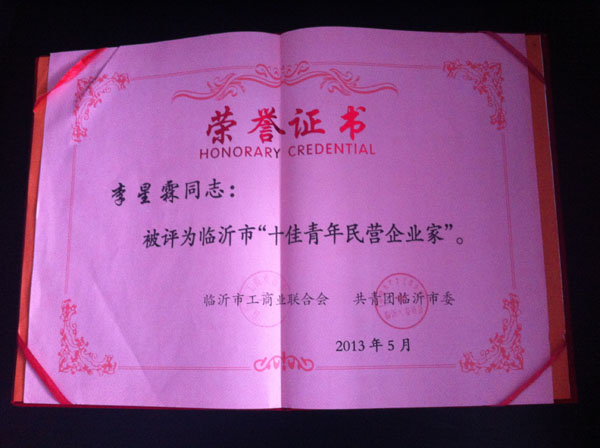 荣誉证书
HONORARY CREDENTIAL
李星霖同志：
被评为临沂市“十佳青年民营企业家”。
临沂市工商业联合会 共青团临沂市委
2013年5月